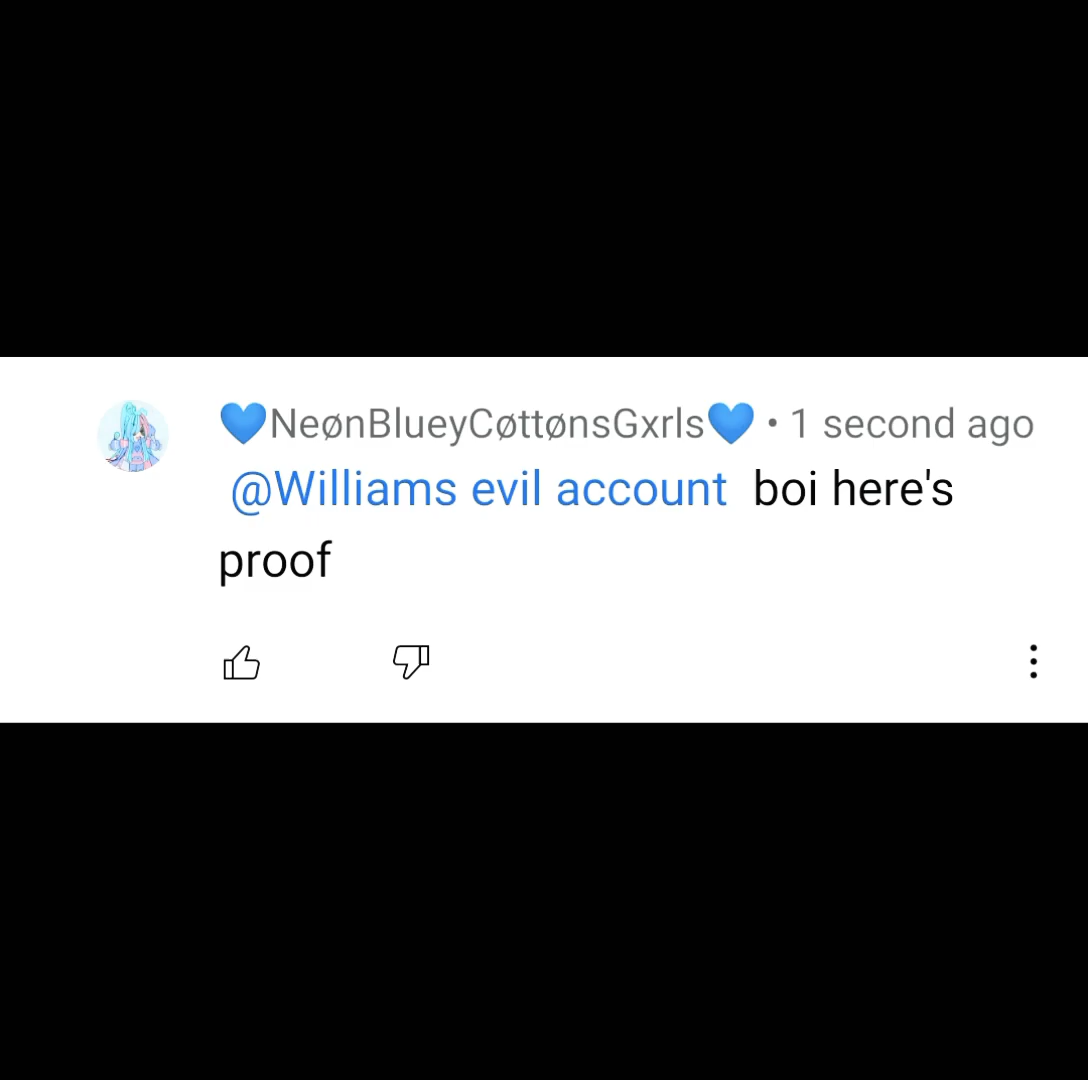 💙NeønBlueyCøttønsGxrls💙 • 1 second ago
@Williams evil account boi here's
proof